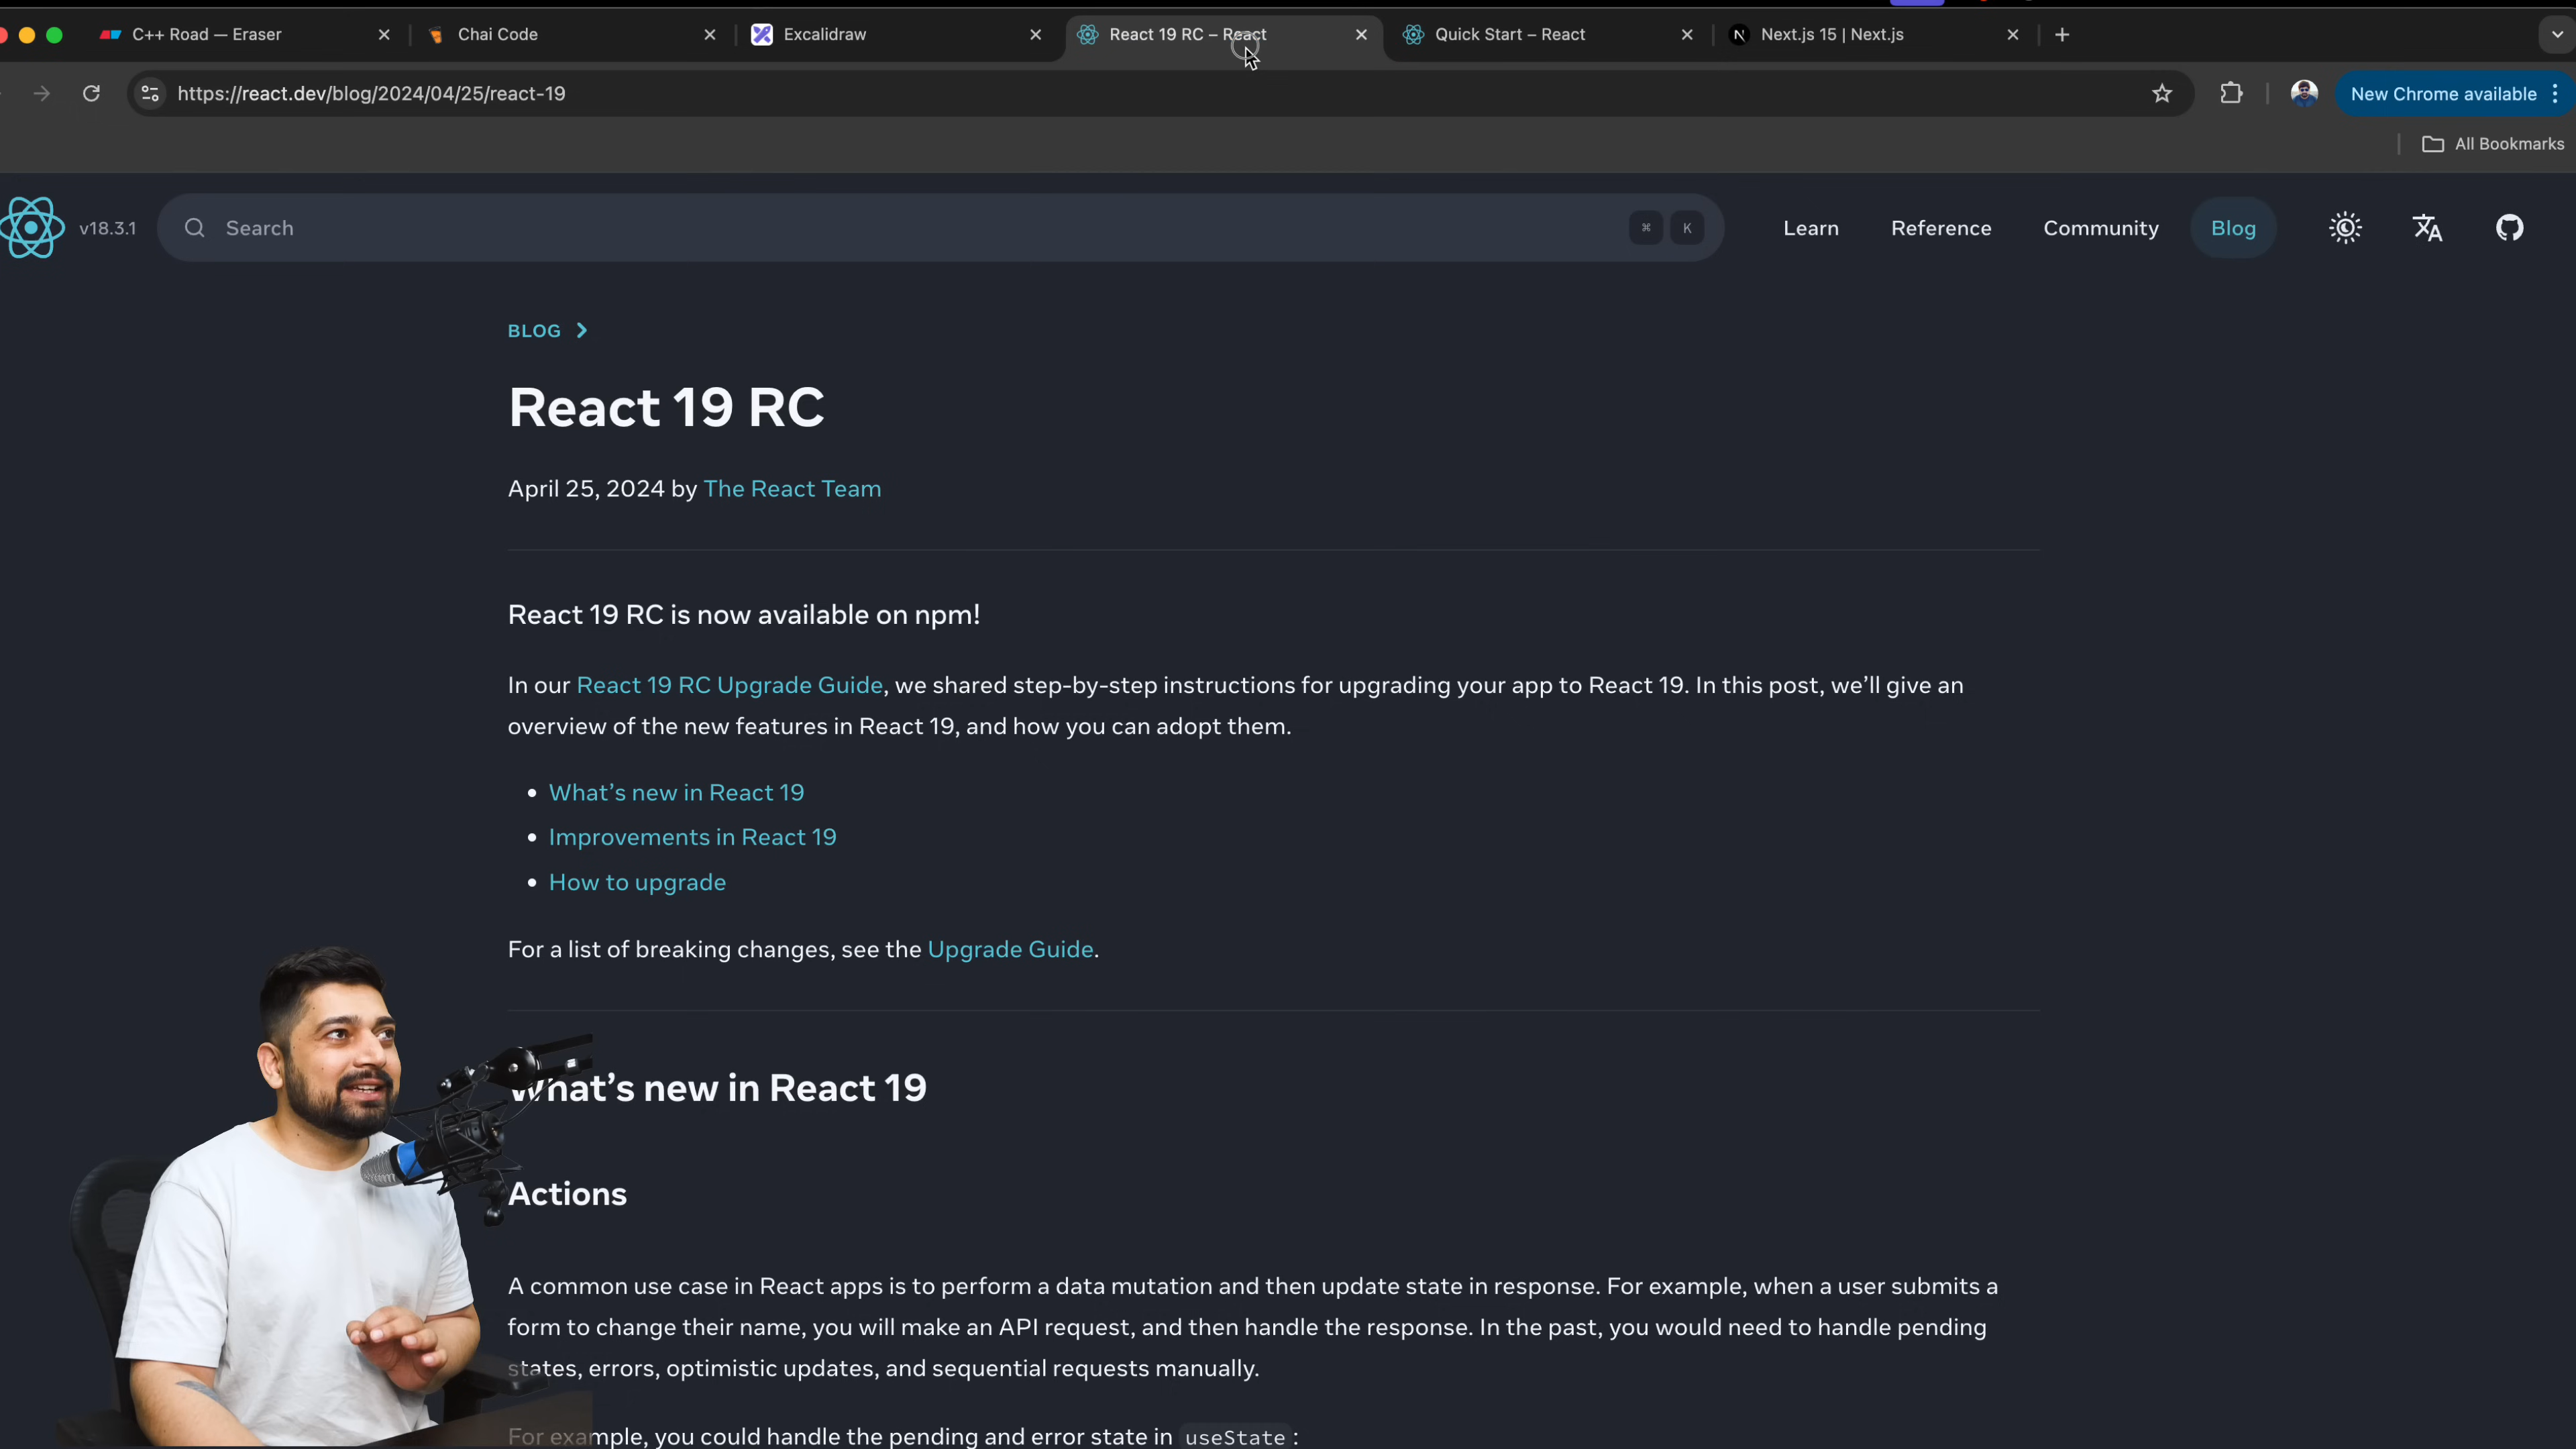 C++ Road — Eraser
Chai Code
Excalidraw
React 19 RC – React
Quick Start – React
Next.js 15 | Next.js
https://react.dev/blog/2024/04/25/react-19
New Chrome available
All Bookmarks
v18.3.1
Search
⌘ K
Learn
Reference
Community
Blog
BLOG
React 19 RC
April 25, 2024 by The React Team
React 19 RC is now available on npm!
In our React 19 RC Upgrade Guide, we shared step-by-step instructions for upgrading your app to React 19. In this post, we’ll give an
overview of the new features in React 19, and how you can adopt them.
• What’s new in React 19
• Improvements in React 19
• How to upgrade
For a list of breaking changes, see the Upgrade Guide.
What’s new in React 19
Actions
A common use case in React apps is to perform a data mutation and then update state in response. For example, when a user submits a
form to change their name, you will make an API request, and then handle the response. In the past, you would need to handle pending
states, errors, optimistic updates, and sequential requests manually.
For example, you could handle the pending and error state in useState: